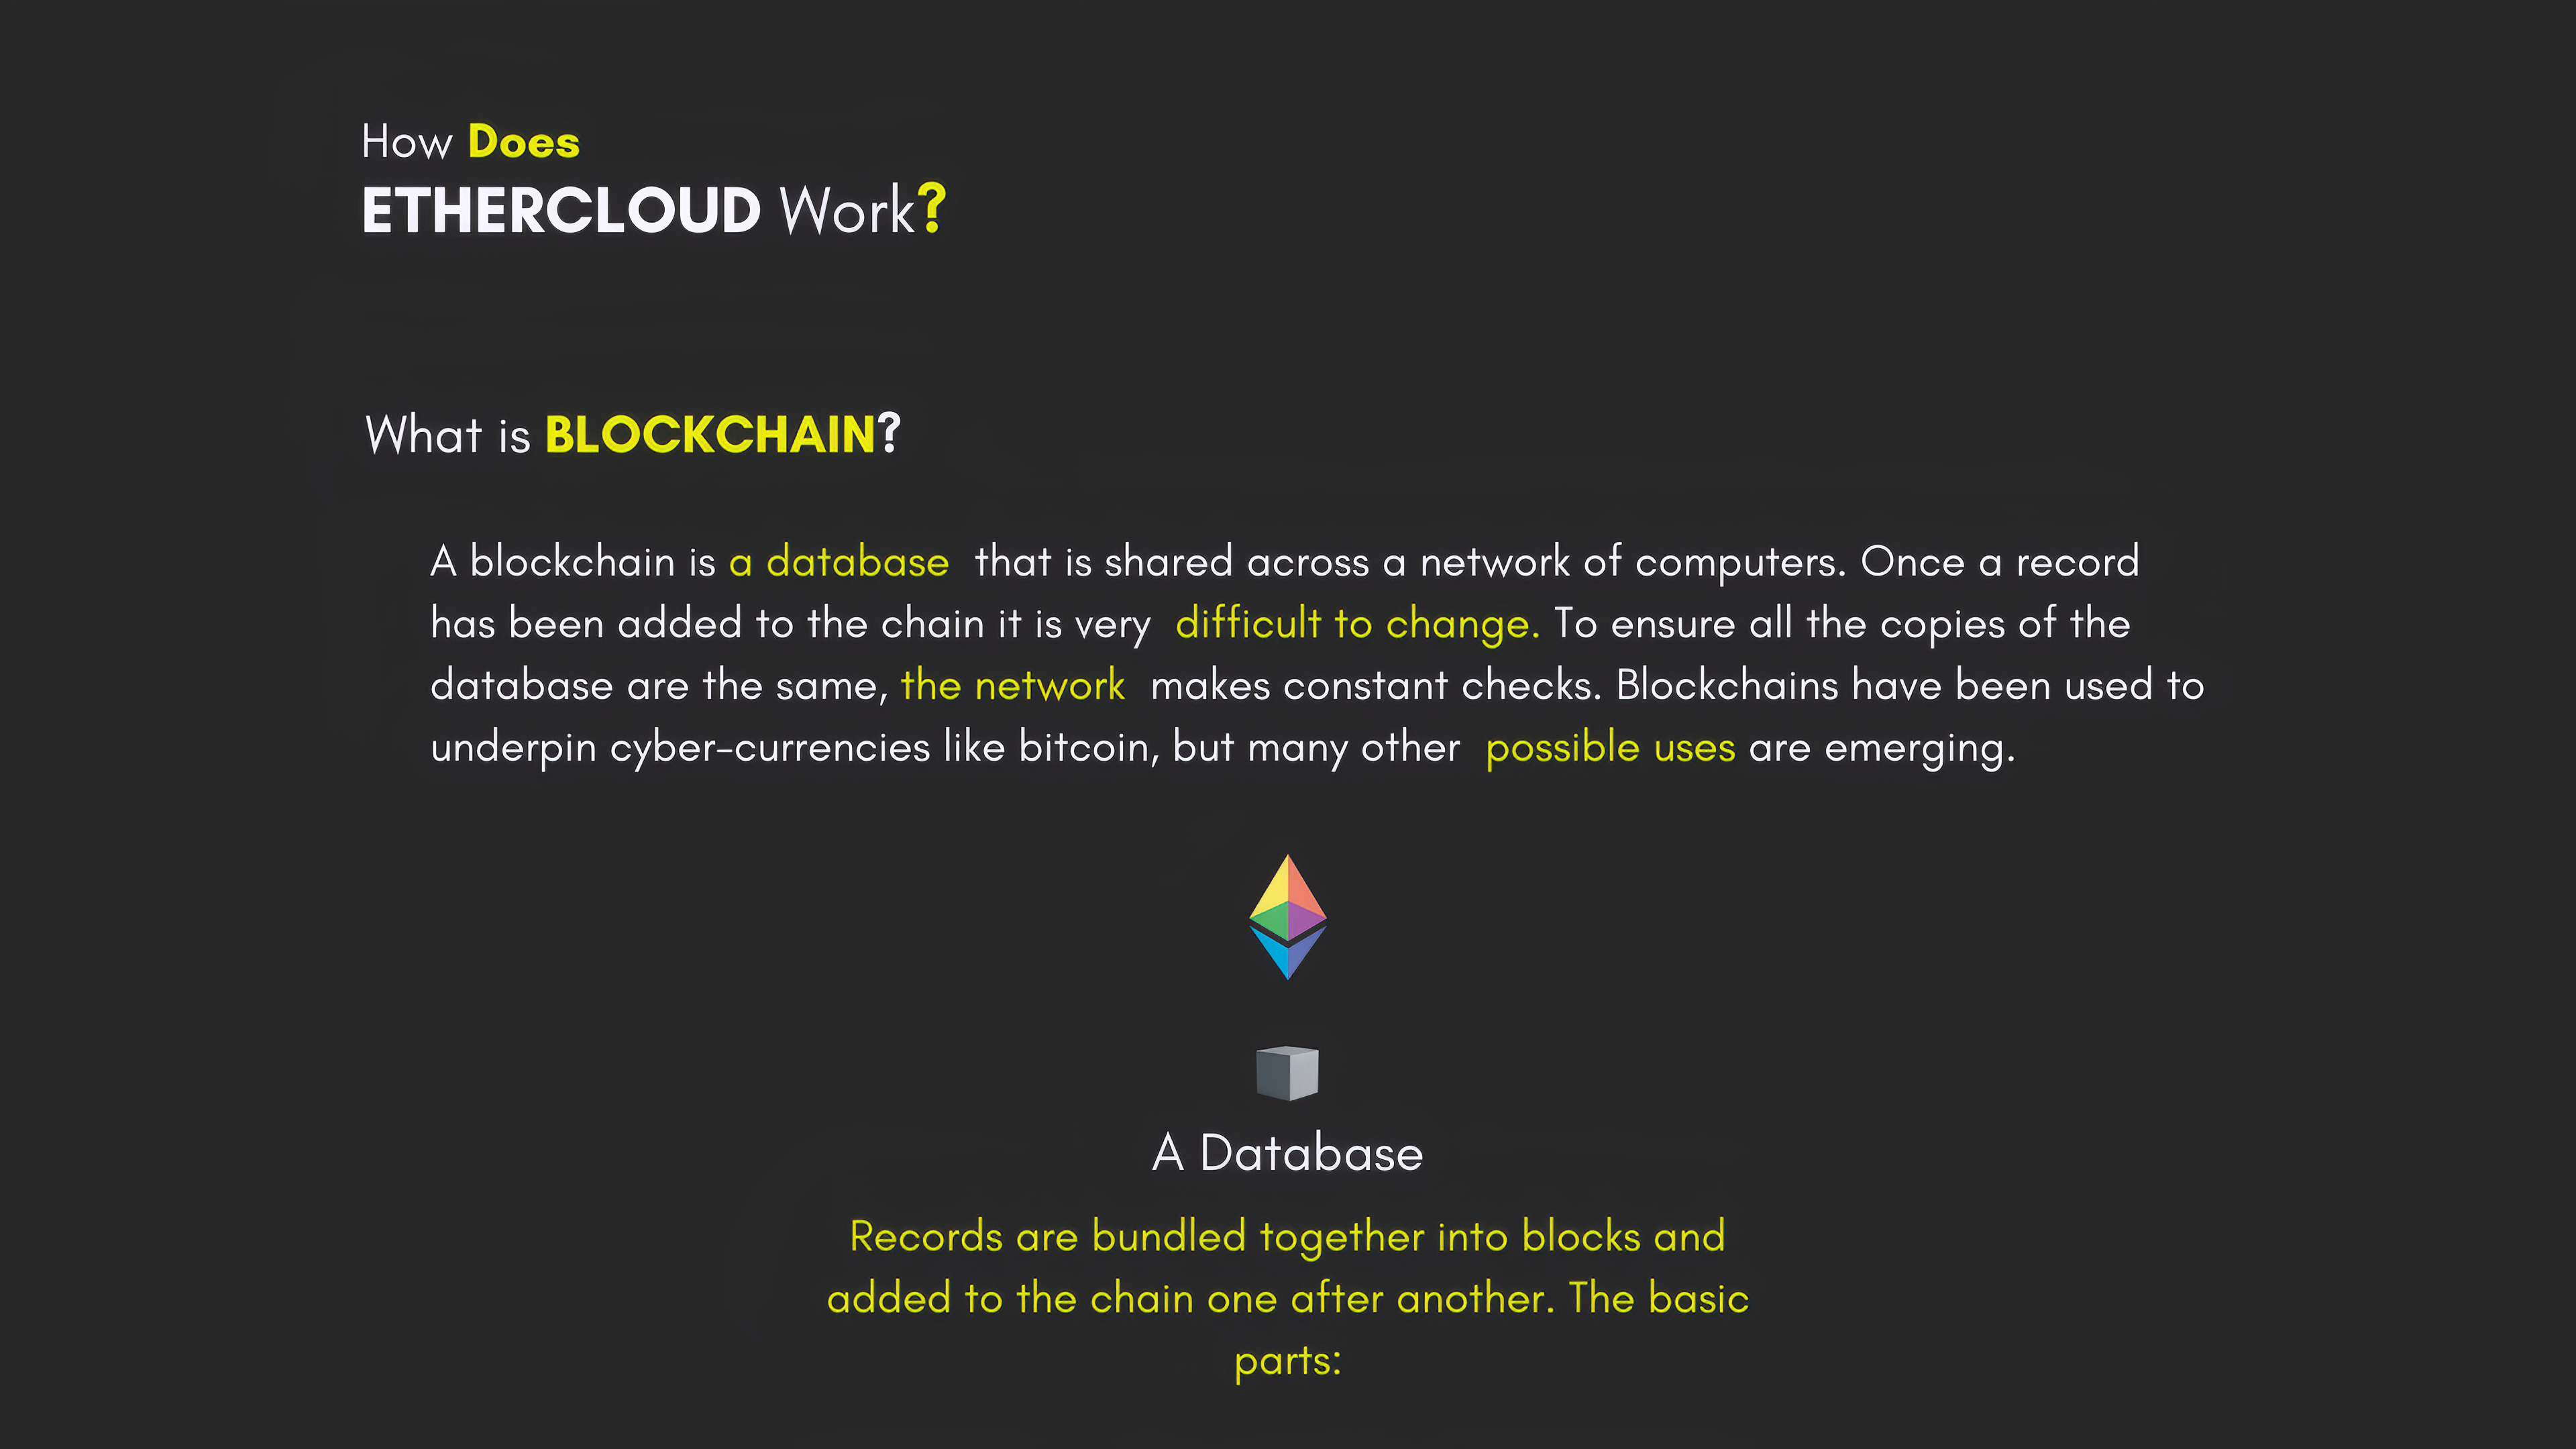 How Does
ETHERCLOUD Work?
What is BLOCKCHAIN?
A blockchain is a database that is shared across a network of computers. Once a record
has been added to the chain it is very difficult to change. To ensure all the copies of the
database are the same, the network makes constant checks. Blockchains have been used to
underpin cyber-currencies like bitcoin, but many other possible uses are emerging.
A Database
Records are bundled together into blocks and
added to the chain one after another. The basic
parts: